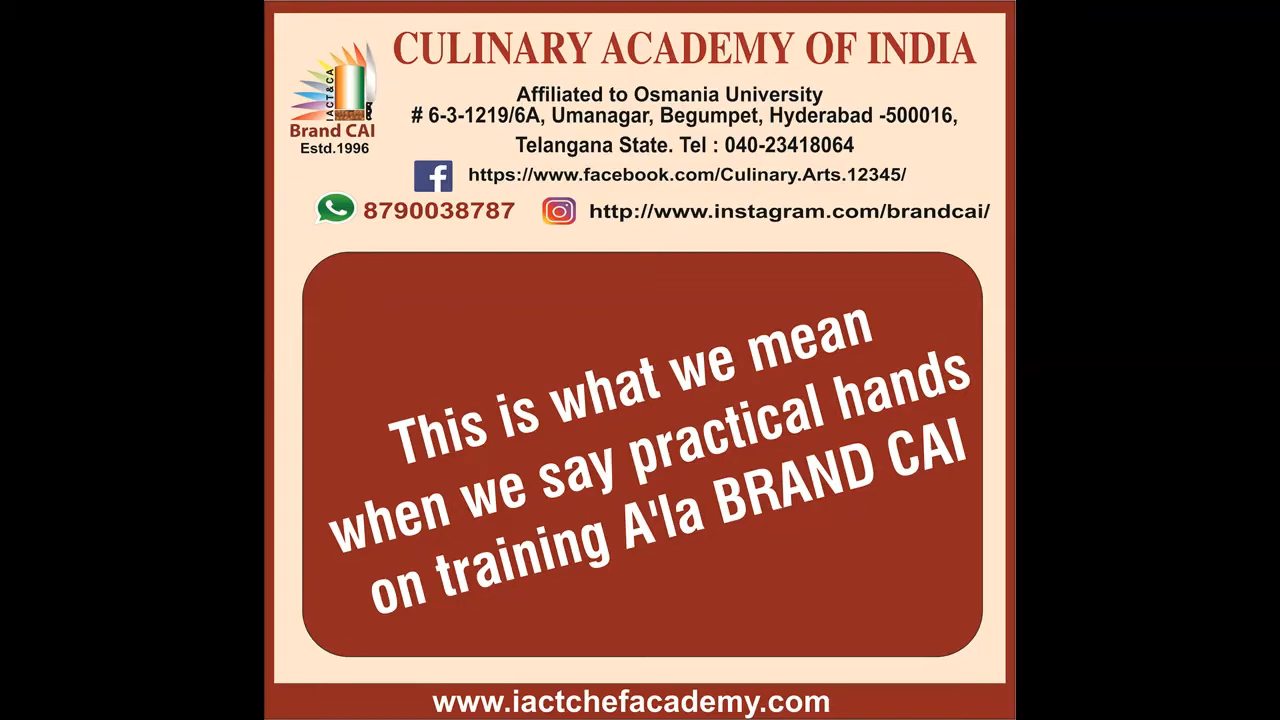 CULINARY ACADEMY OF INDIA
Affiliated to Osmania University
# 6-3-1219/6A, Umanagar, Begumpet, Hyderabad -500016,
Telangana State. Tel : 040-23418064
IACT&CA
Brand CAI
Estd.1996
https://www.facebook.com/Culinary.Arts.12345/
8790038787
http://www.instagram.com/brandcai/
This is what we mean
when we say practical hands
on training A'la BRAND CAI
www.iactchefacademy.com